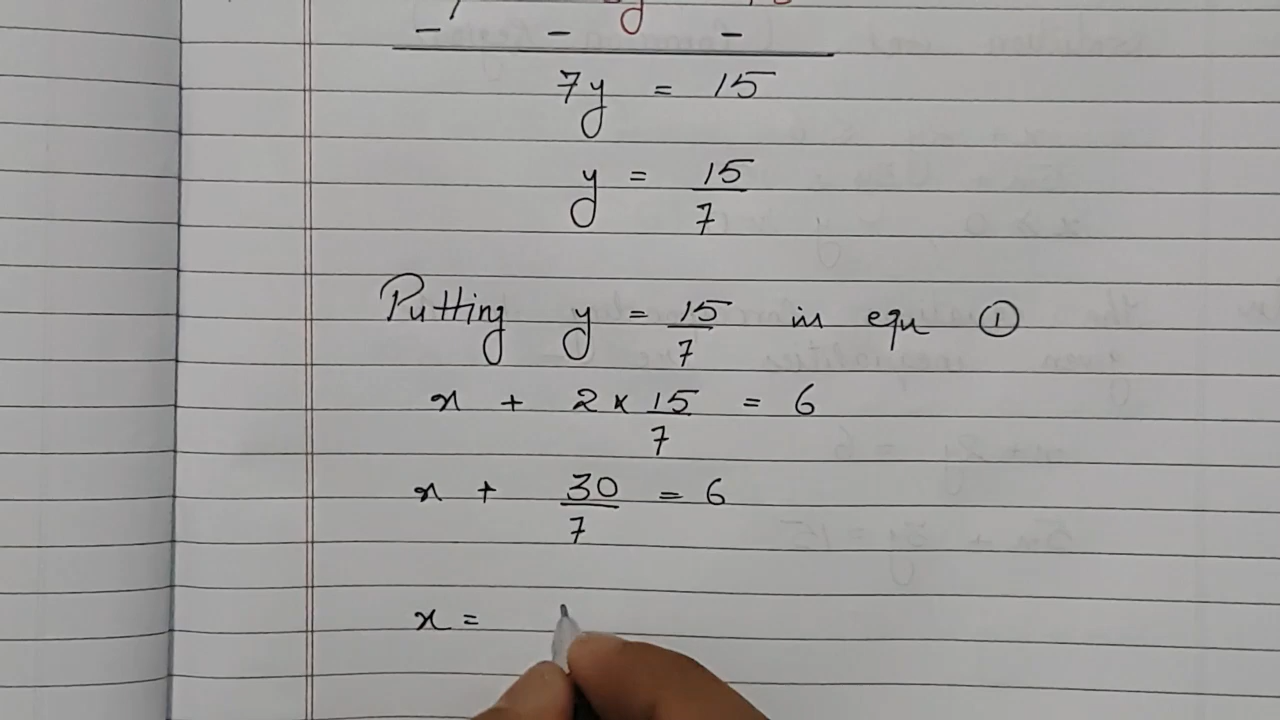 - - -
7y = 15
y = 15/7
Putting y = 15/7 in equ ①
x + 2 × 15/7 = 6
x + 30/7 = 6
x =